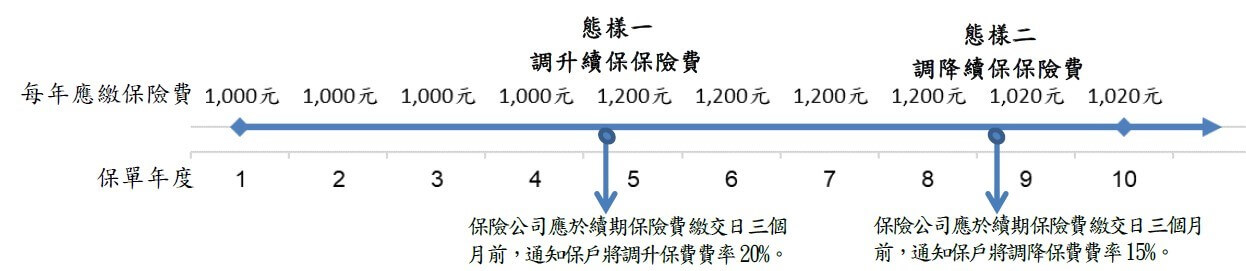 態樣一
調升續保保險費
態樣二
調降續保保險費
每年應繳保險費 1,000元 1,000元 1,000元 1,000元 1,200元 1,200元 1,200元 1,200元 1,020元 1,020元
保單年度 1 2 3 4 5 6 7 8 9 10
保險公司應於續期保險費繳交日三個
月前，通知保戶將調升保費費率20%。
保險公司應於續期保險費繳交日三個月
前，通知保戶將調降保費費率15%。